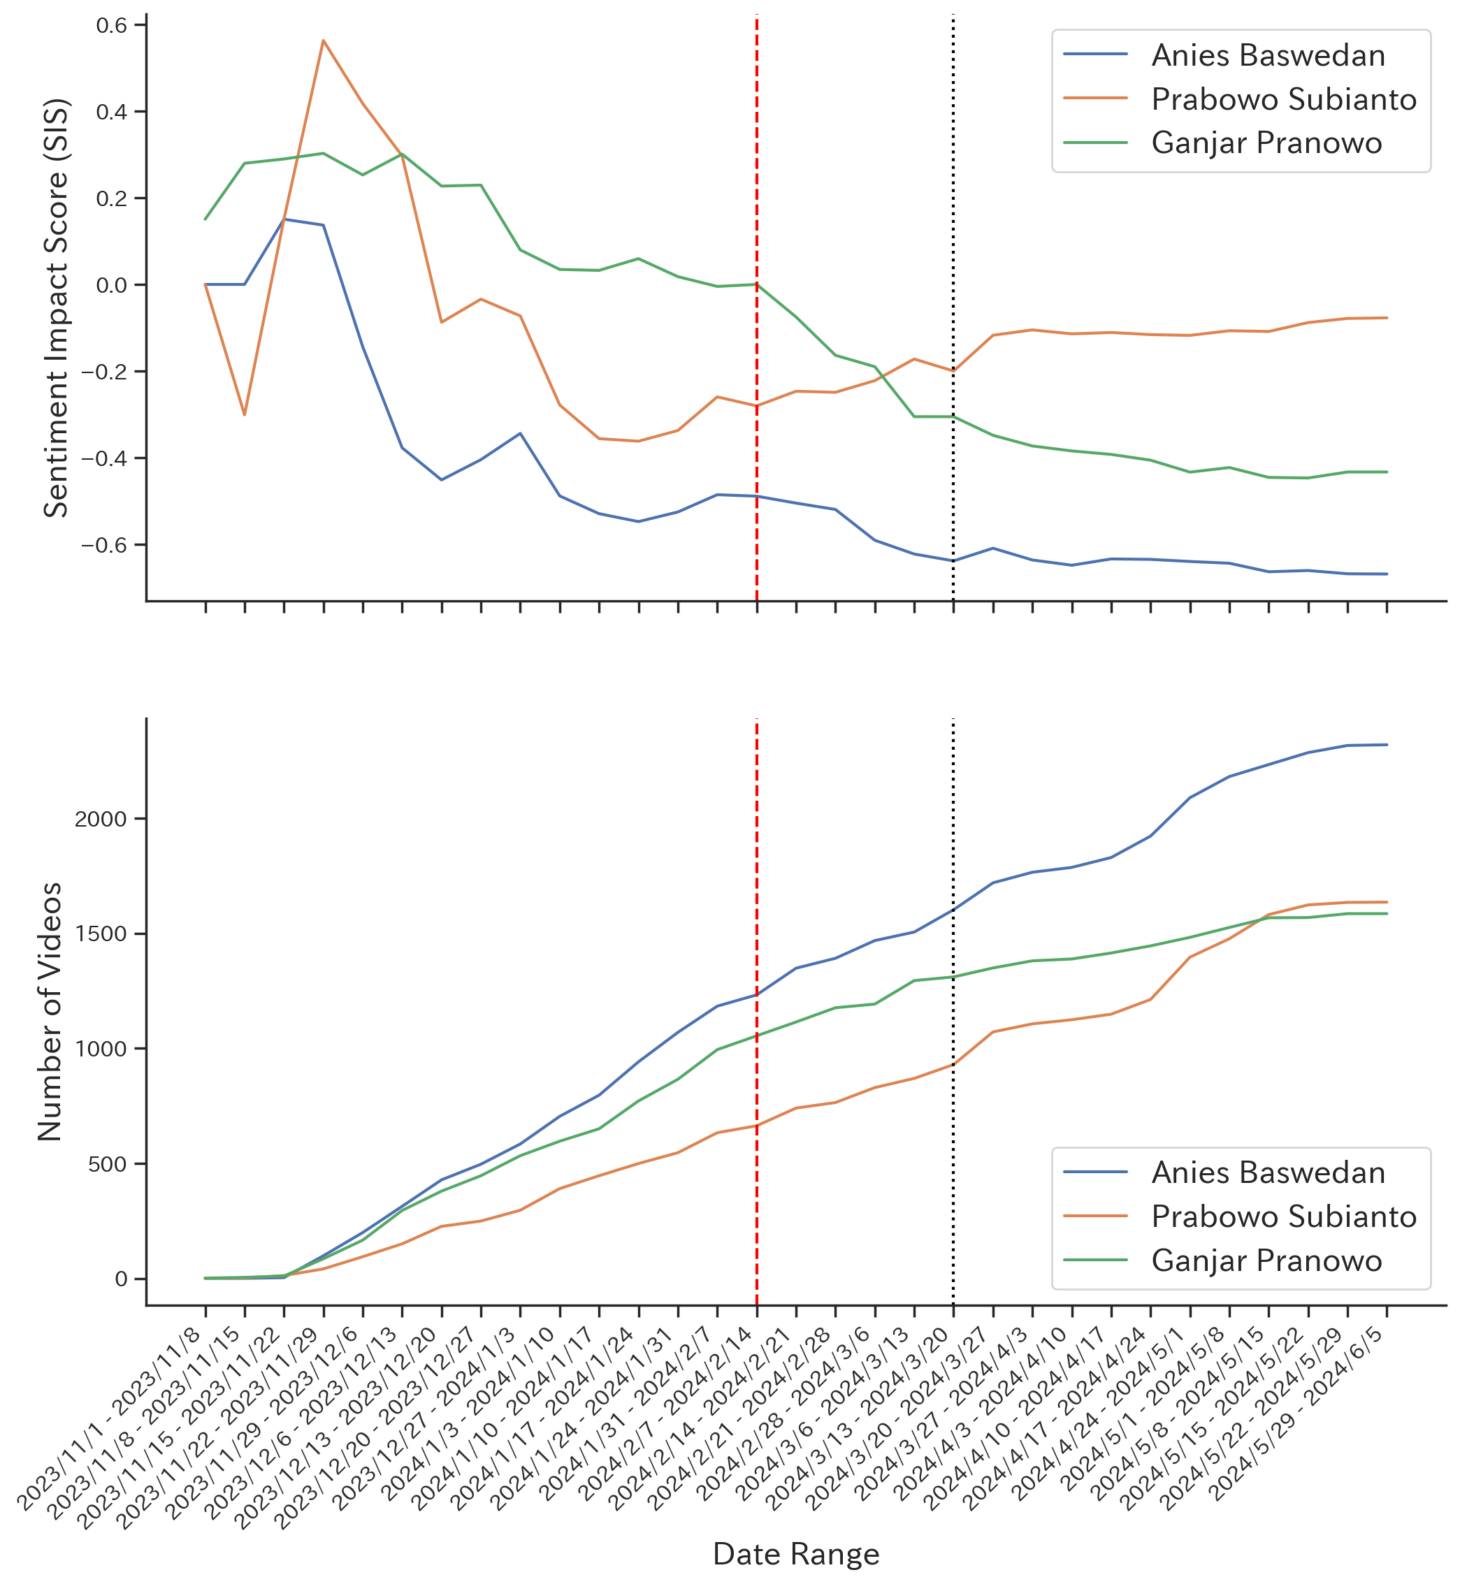 0.6
0.4
0.2
0.0
−0.2
−0.4
−0.6
Sentiment Impact Score (SIS)
Anies Baswedan
Prabowo Subianto
Ganjar Pranowo
2000
1500
1000
500
0
Number of Videos
Anies Baswedan
Prabowo Subianto
Ganjar Pranowo
2023/11/1 - 2023/11/8
2023/11/8 - 2023/11/15
2023/11/15 - 2023/11/22
2023/11/22 - 2023/11/29
2023/11/29 - 2023/12/6
2023/12/6 - 2023/12/13
2023/12/13 - 2023/12/20
2023/12/20 - 2023/12/27
2023/12/27 - 2024/1/3
2024/1/3 - 2024/1/10
2024/1/10 - 2024/1/17
2024/1/17 - 2024/1/24
2024/1/24 - 2024/1/31
2024/1/31 - 2024/2/7
2024/2/7 - 2024/2/14
2024/2/14 - 2024/2/21
2024/2/21 - 2024/2/28
2024/2/28 - 2024/3/6
2024/3/6 - 2024/3/13
2024/3/13 - 2024/3/20
2024/3/20 - 2024/3/27
2024/3/27 - 2024/4/3
2024/4/3 - 2024/4/10
2024/4/10 - 2024/4/17
2024/4/17 - 2024/4/24
2024/4/24 - 2024/5/1
2024/5/1 - 2024/5/8
2024/5/8 - 2024/5/15
2024/5/15 - 2024/5/22
2024/5/22 - 2024/5/29
2024/5/29 - 2024/6/5
Date Range